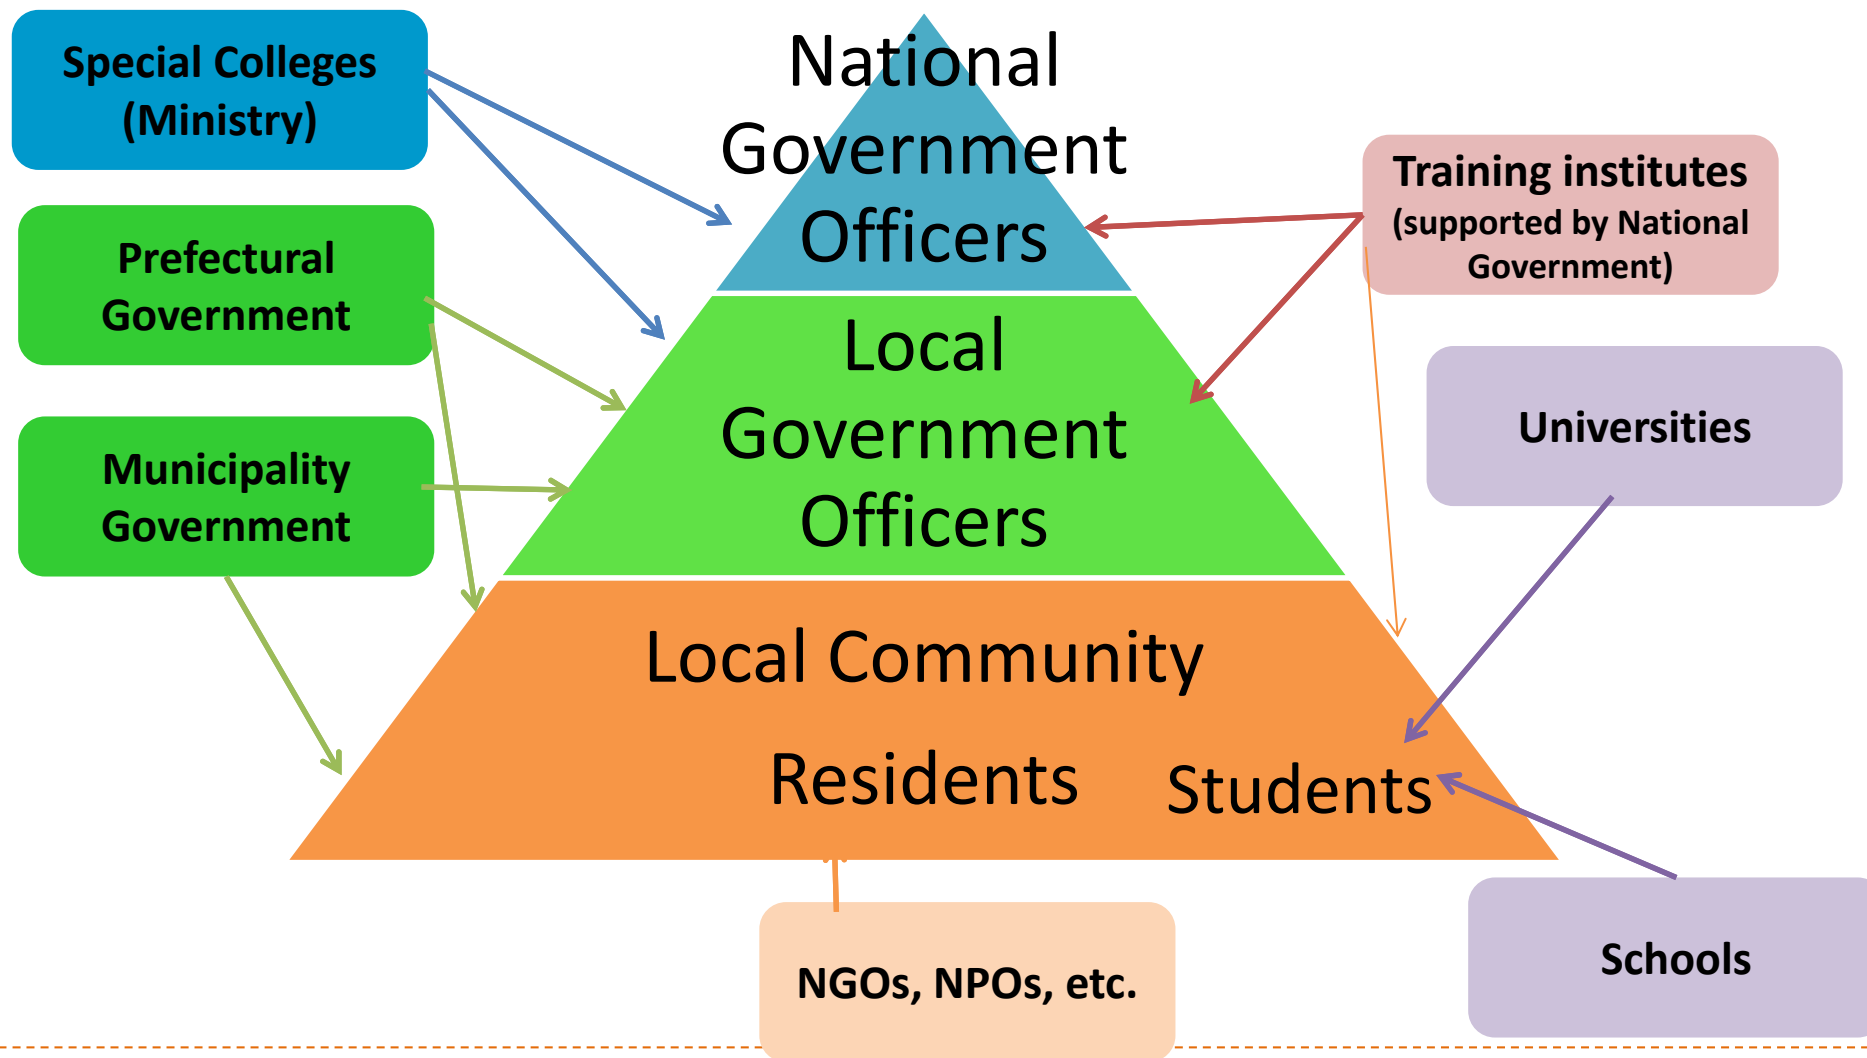 Special Colleges
(Ministry)
Prefectural
Government
Municipality
Government
National
Government
Officers
Local
Government
Officers
Local Community
Residents
Students
Training institutes
(supported by National
Government)
Universities
Schools
NGOs, NPOs, etc.